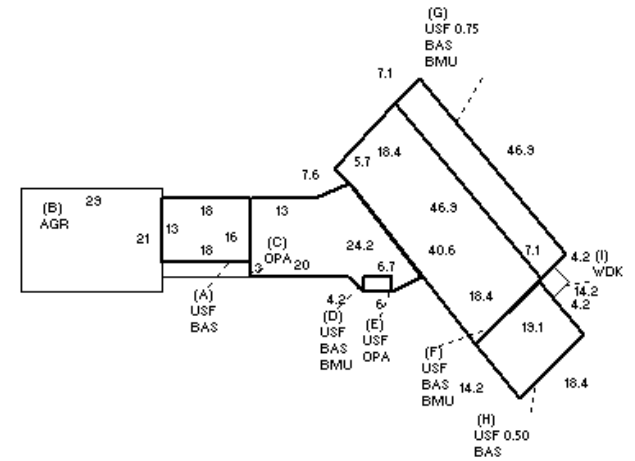 (G)
USF 0.75
BAS
BMU
7.1
46.9
5.7
18.4
7.6
29
(B)
AGR
18
13
46.9
13
16
21
24.2
40.6
7.1
(C)
OPA
18
3
20
6.7
4.2
(I)
WDK
14.2
4.2
18.4
(A)
USF
BAS
4.2
6
(D)
USF
BAS
BMU
(E)
USF
OPA
19.1
(F)
USF
BAS
BMU
14.2
18.4
(H)
USF 0.50
BAS